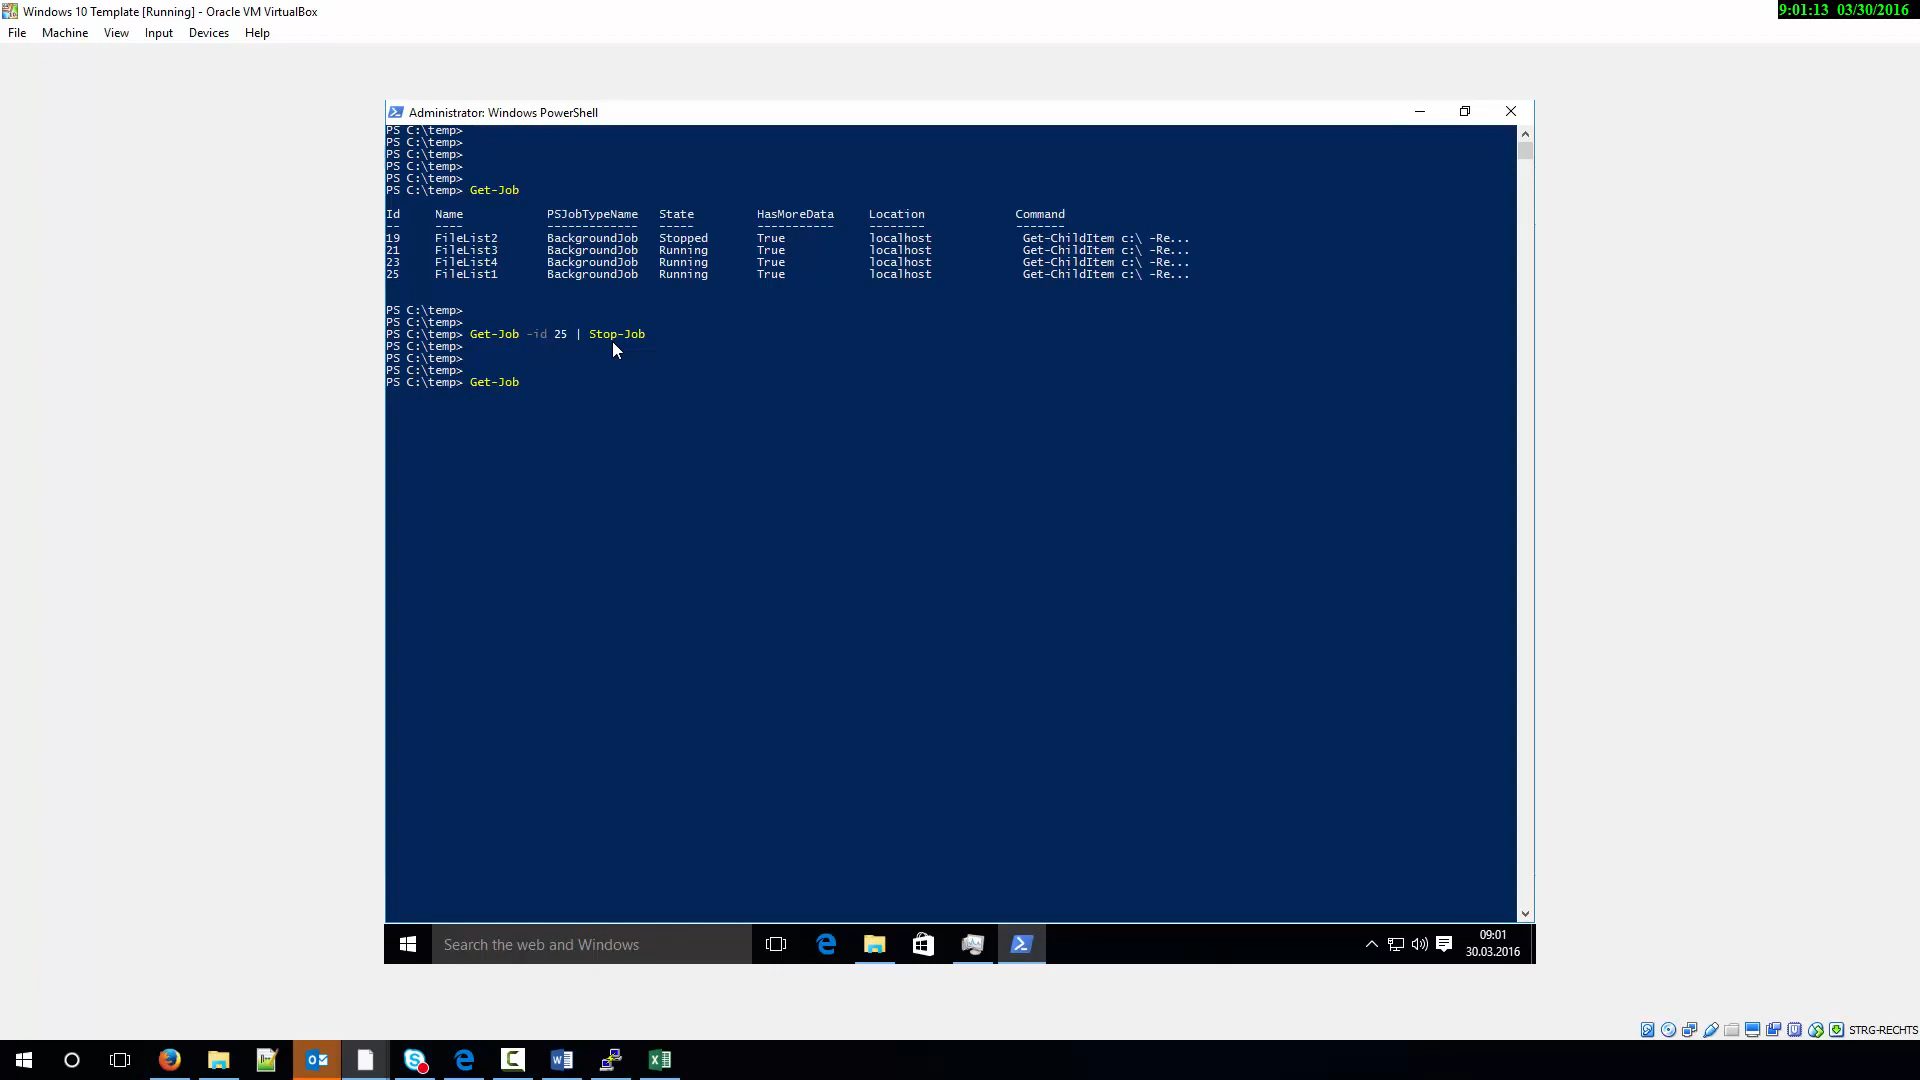 Windows 10 Template [Running] - Oracle VM VirtualBox
9:01:13 03/30/2016
File Machine View Input Devices Help
Administrator: Windows PowerShell
PS C:\temp>
PS C:\temp>
PS C:\temp>
PS C:\temp>
PS C:\temp>
PS C:\temp> Get-Job
Id Name PSJobTypeName State HasMoreData Location Command
-- ---- ------------- ----- ----------- -------- -------
19 FileList2 BackgroundJob Stopped True localhost Get-ChildItem c:\ -Re...
21 FileList3 BackgroundJob Running True localhost Get-ChildItem c:\ -Re...
23 FileList4 BackgroundJob Running True localhost Get-ChildItem c:\ -Re...
25 FileList1 BackgroundJob Running True localhost Get-ChildItem c:\ -Re...
PS C:\temp>
PS C:\temp>
PS C:\temp> Get-Job -id 25 | Stop-Job
PS C:\temp>
PS C:\temp>
PS C:\temp>
PS C:\temp> Get-Job
Search the web and Windows
09:01
30.03.2016
STRG-RECHTS